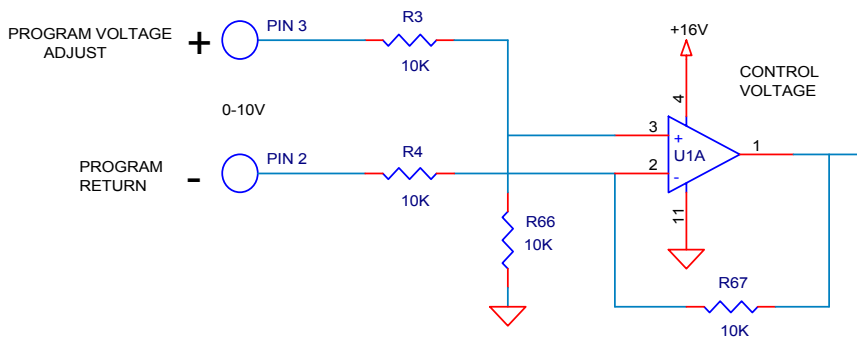 PROGRAM VOLTAGE
ADJUST
+
PIN 3
R3
10K
+16V
4
CONTROL
VOLTAGE
0-10V
3
+
U1A
1
PROGRAM
RETURN
-
PIN 2
R4
10K
2
-
11
R66
10K
R67
10K